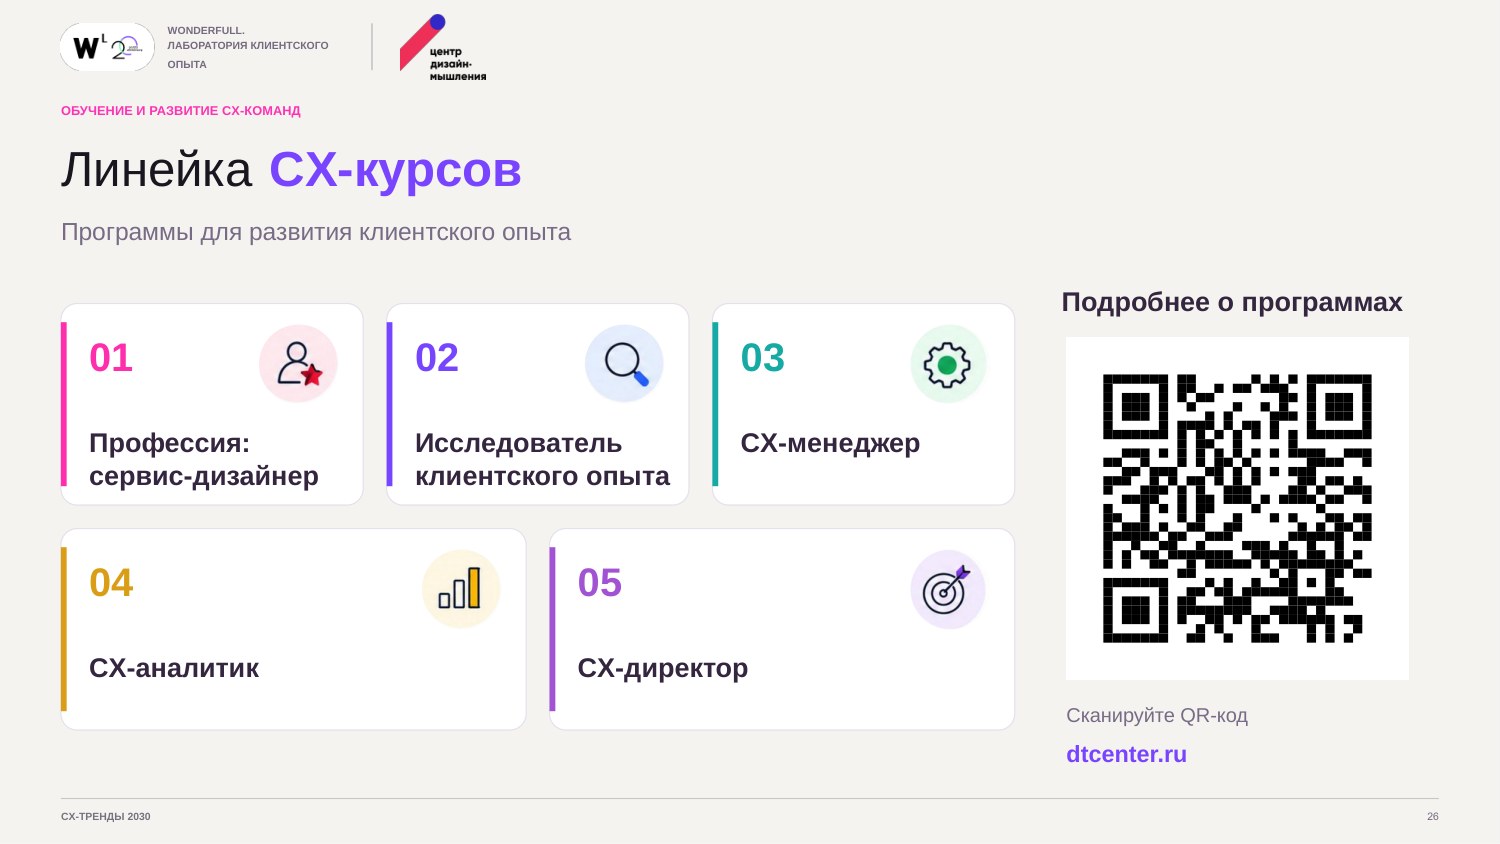 WL 20
WONDERFULL.
ЛАБОРАТОРИЯ КЛИЕНТСКОГО
ОПЫТА
центр
дизайн-
мышления
ОБУЧЕНИЕ И РАЗВИТИЕ CX-КОМАНД
Линейка CX-курсов
Программы для развития клиентского опыта
01
Профессия:
сервис-дизайнер
02
Исследователь
клиентского опыта
03
CX-менеджер
04
CX-аналитик
05
CX-директор
Подробнее о программах
Сканируйте QR-код
dtcenter.ru
CX-ТРЕНДЫ 2030
26